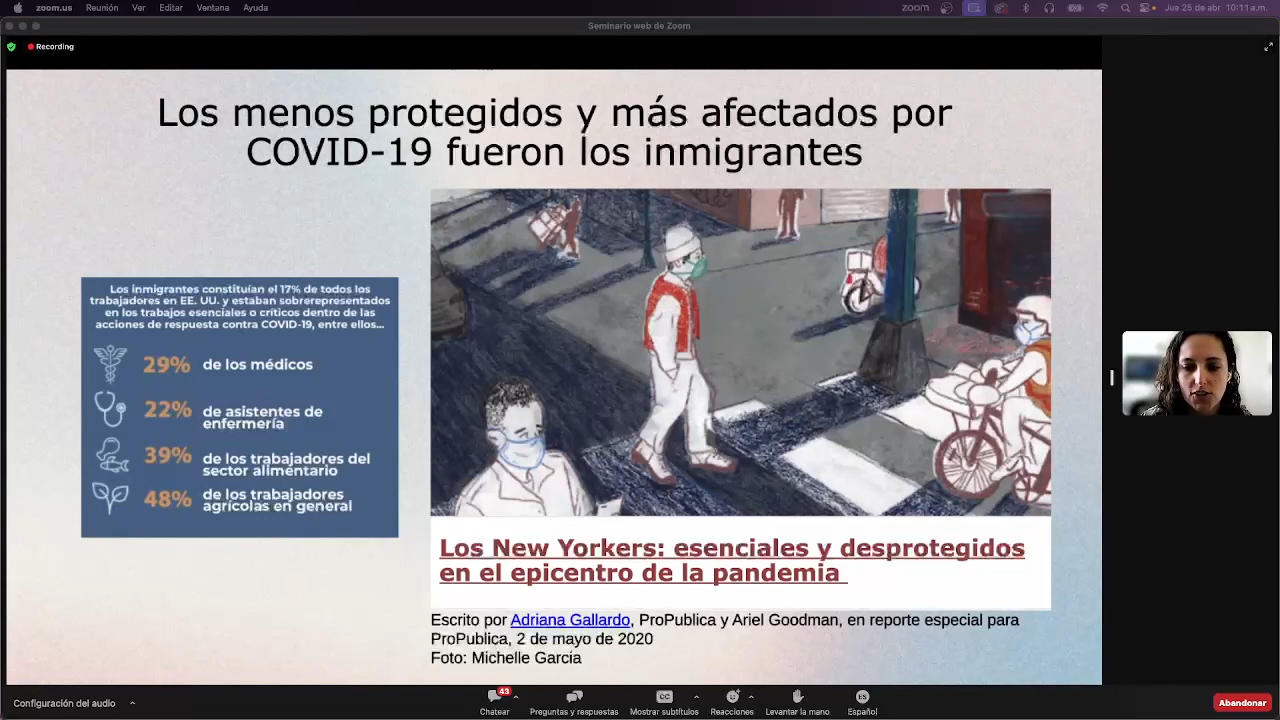 zoom.us Reunión Ver Editar Ventana Ayuda
zoom Jue 25 de abr 10:11 a.m.
Seminario web de Zoom
Recording
Los menos protegidos y más afectados por
COVID-19 fueron los inmigrantes
Los inmigrantes constituían el 17% de todos los
trabajadores en EE. UU. y estaban sobrerepresentados
en los trabajos esenciales o críticos dentro de las
acciones de respuesta contra COVID-19, entre ellos...
29% de los médicos
22% de asistentes de
enfermería
39% de los trabajadores del
sector alimentario
48% de los trabajadores
agrícolas en general
Los New Yorkers: esenciales y desprotegidos
en el epicentro de la pandemia
Escrito por Adriana Gallardo, ProPublica y Ariel Goodman, en reporte especial para
ProPublica, 2 de mayo de 2020
Foto: Michelle Garcia
Configuración del audio
43
Chatear
Preguntas y respuestas
CC
Mostrar subtítulos
Reacciones
Levantar la mano
ES
Español
Abandonar